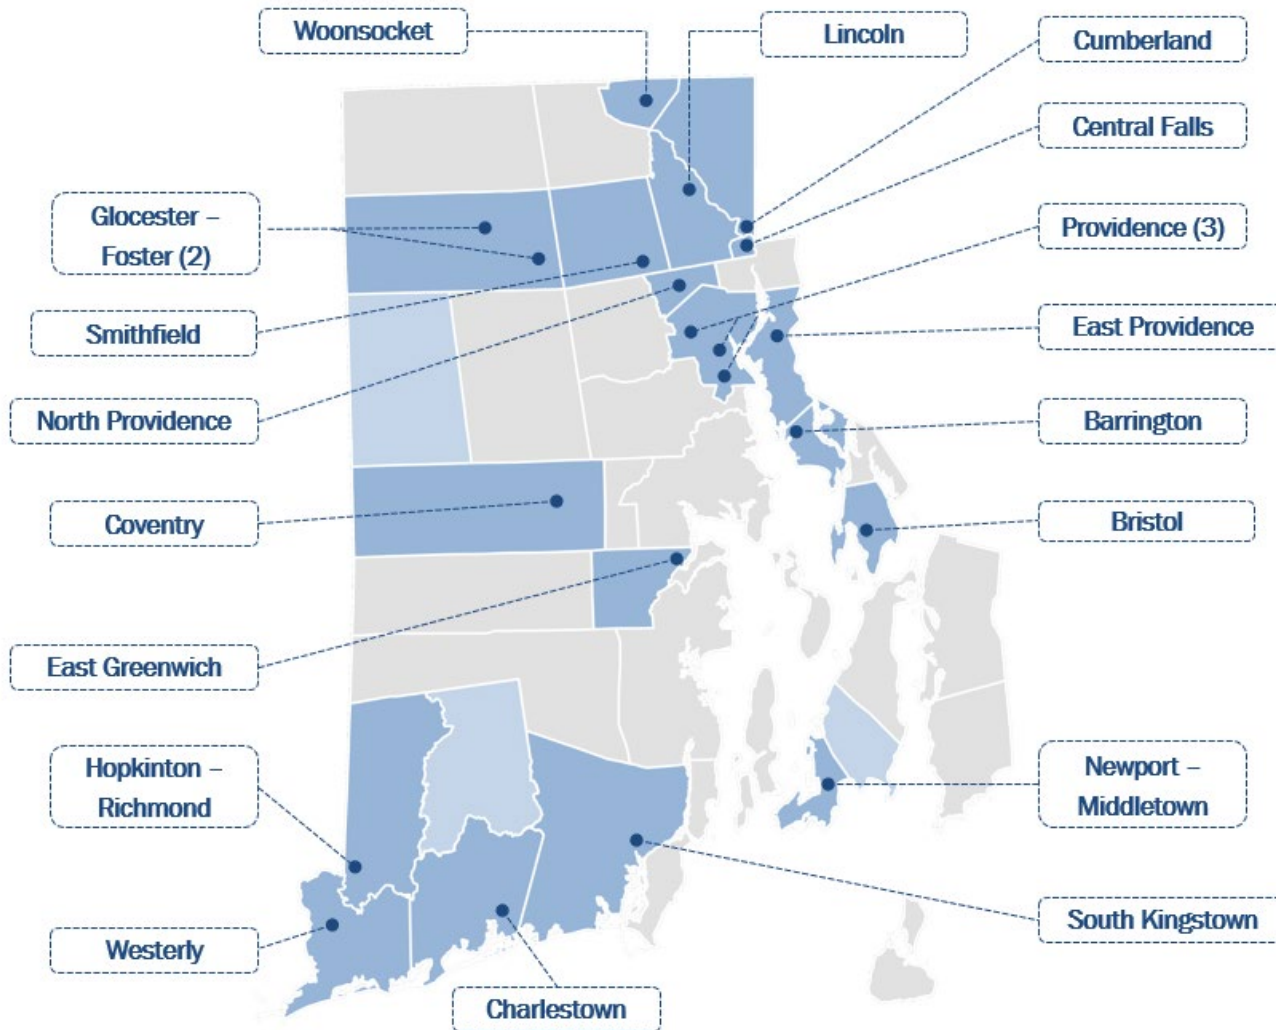 Woonsocket
Lincoln
Cumberland
Central Falls
Glocester –
Foster (2)
Providence (3)
Smithfield
East Providence
North Providence
Barrington
Coventry
Bristol
East Greenwich
Hopkinton –
Richmond
Newport –
Middletown
Westerly
South Kingstown
Charlestown